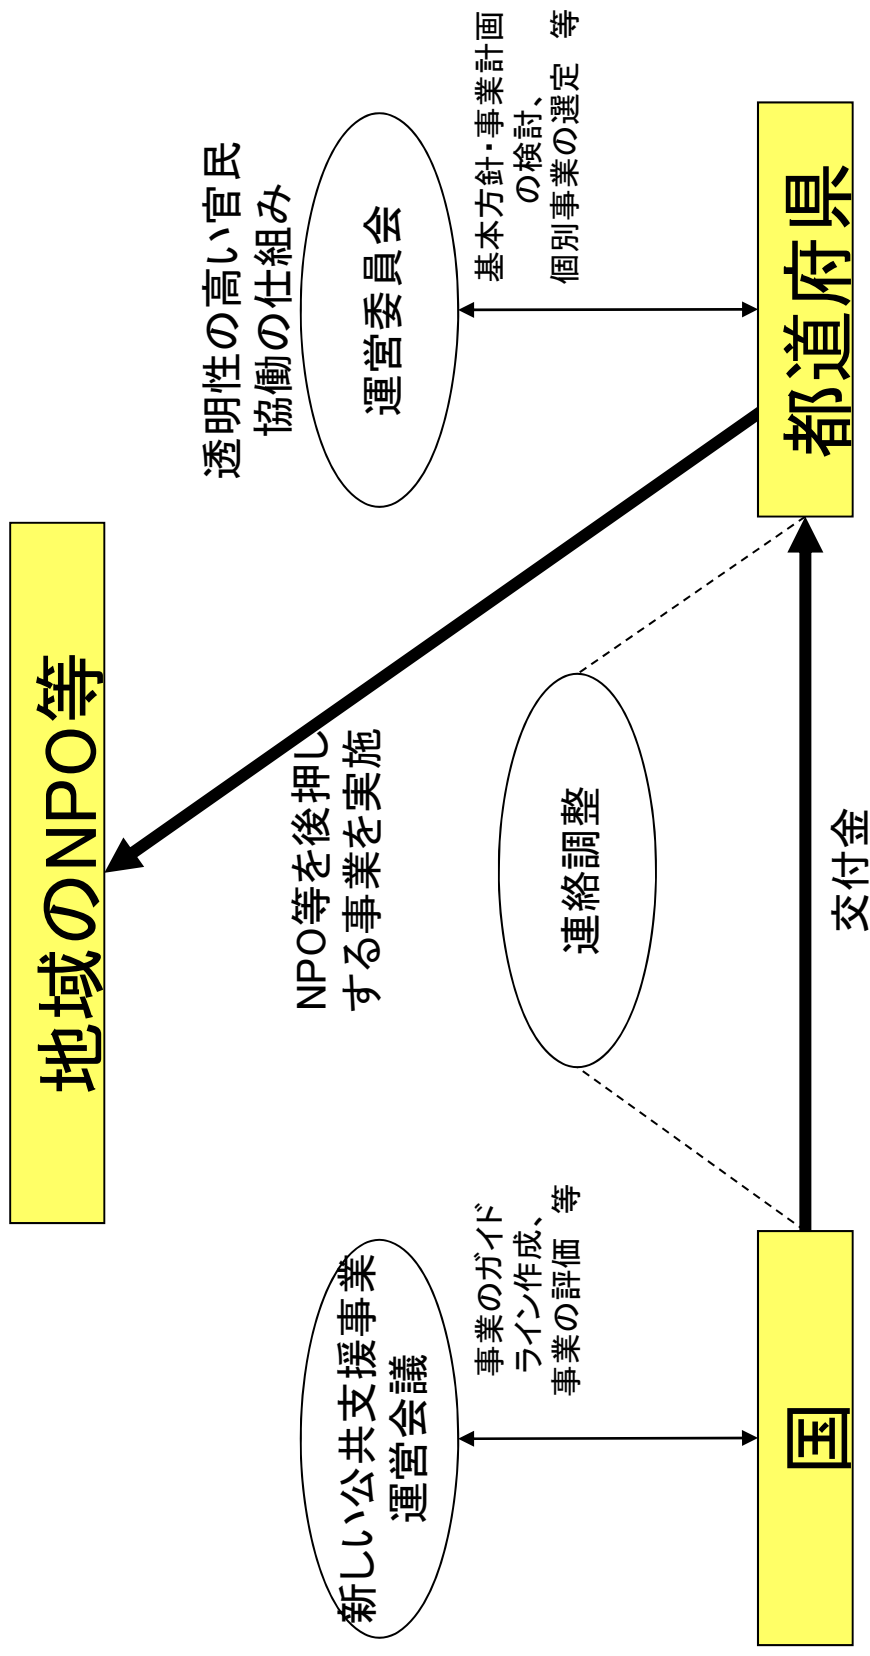 地域のNPO等
透明性の高い官民
協働の仕組み
新しい公共支援事業
運営会議
NPO等を後押し
する事業を実施
運営委員会
事業のガイド
ライン作成、
事業の評価　等
連絡調整
基本方針・事業計画
の検討、
個別事業の選定　等
国
交付金
都道府県